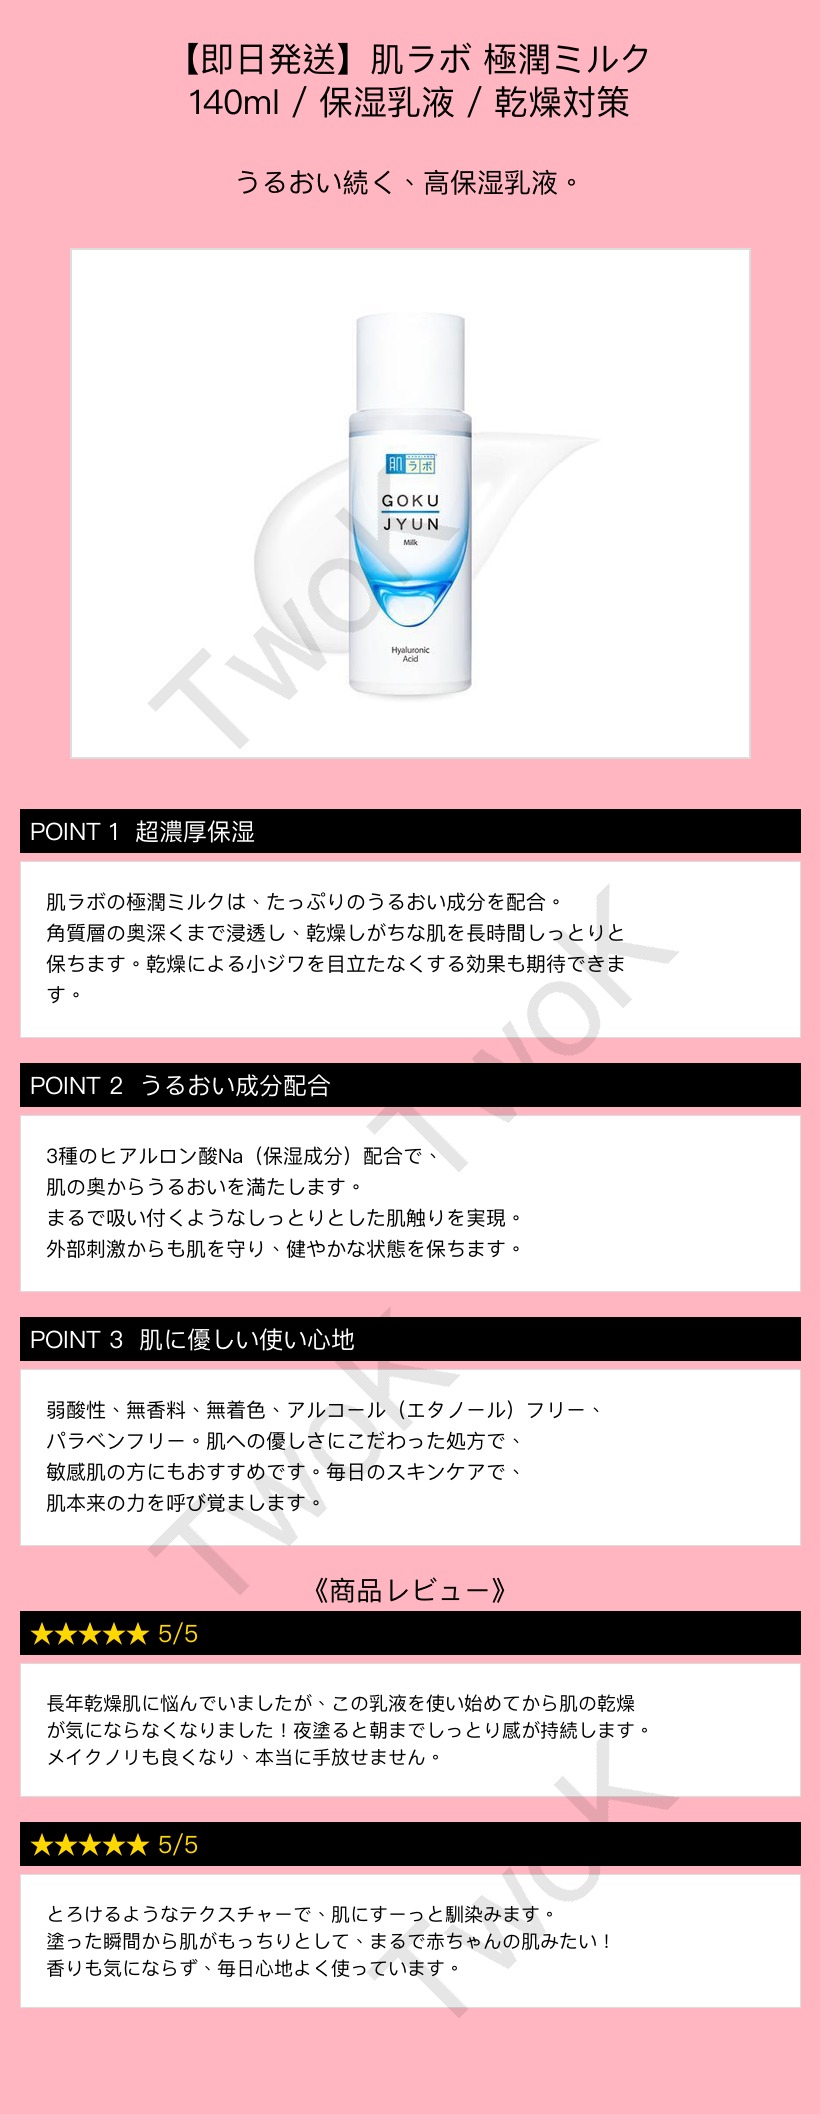 【即日発送】肌ラボ 極潤ミルク
140ml / 保湿乳液 / 乾燥対策
うるおい続く、高保湿乳液。
肌ラボ
GOKU
JYUN
Milk
Hyaluronic
Acid
TwoK
POINT 1 超濃厚保湿
肌ラボの極潤ミルクは、たっぷりのうるおい成分を配合。
角質層の奥深くまで浸透し、乾燥しがちな肌を長時間しっとりと
保ちます。乾燥による小ジワを目立たなくする効果も期待できま
す。
TwoK
POINT 2 うるおい成分配合
3種のヒアルロン酸Na（保湿成分）配合で、
肌の奥からうるおいを満たします。
まるで吸い付くようなしっとりとした肌触りを実現。
外部刺激からも肌を守り、健やかな状態を保ちます。
POINT 3 肌に優しい使い心地
弱酸性、無香料、無着色、アルコール（エタノール）フリー、
パラベンフリー。肌への優しさにこだわった処方で、
敏感肌の方にもおすすめです。毎日のスキンケアで、
肌本来の力を呼び覚まします。
TwoK
《商品レビュー》
★★★★★ 5/5
長年乾燥肌に悩んでいましたが、この乳液を使い始めてから肌の乾燥
が気にならなくなりました！夜塗ると朝までしっとり感が持続します。
メイクノリも良くなり、本当に手放せません。
★★★★★ 5/5
とろけるようなテクスチャーで、肌にすーっと馴染みます。
塗った瞬間から肌がもっちりとして、まるで赤ちゃんの肌みたい！
香りも気にならず、毎日心地よく使っています。
TwoK